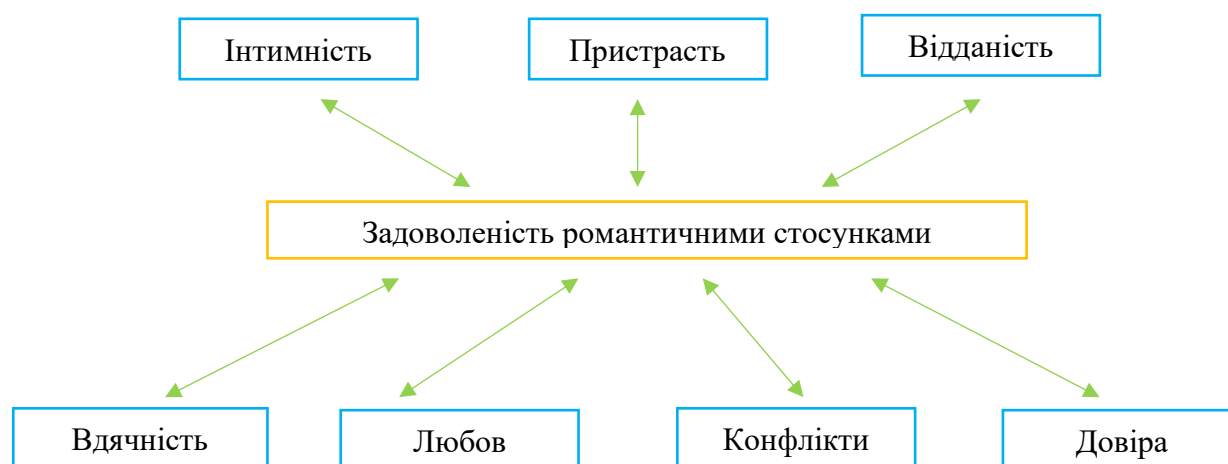 Інтимність
Пристрасть
Відданість
Задоволеність романтичними стосунками
Вдячність
Любов
Конфлікти
Довіра